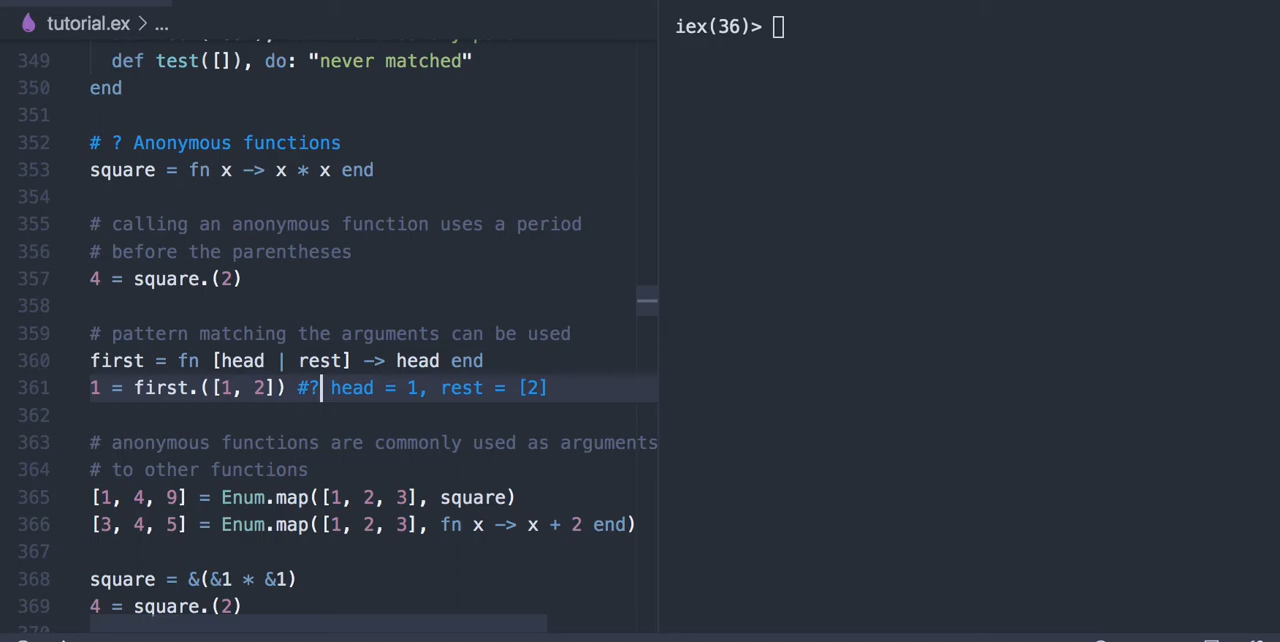 tutorial.ex > ...
iex(36)>
349 def test([]), do: "never matched"
350 end
351
352 # ? Anonymous functions
353 square = fn x -> x * x end
354
355 # calling an anonymous function uses a period
356 # before the parentheses
357 4 = square.(2)
358
359 # pattern matching the arguments can be used
360 first = fn [head | rest] -> head end
361 1 = first.([1, 2]) #? head = 1, rest = [2]
362
363 # anonymous functions are commonly used as arguments
364 # to other functions
365 [1, 4, 9] = Enum.map([1, 2, 3], square)
366 [3, 4, 5] = Enum.map([1, 2, 3], fn x -> x + 2 end)
367
368 square = &(&1 * &1)
369 4 = square.(2)